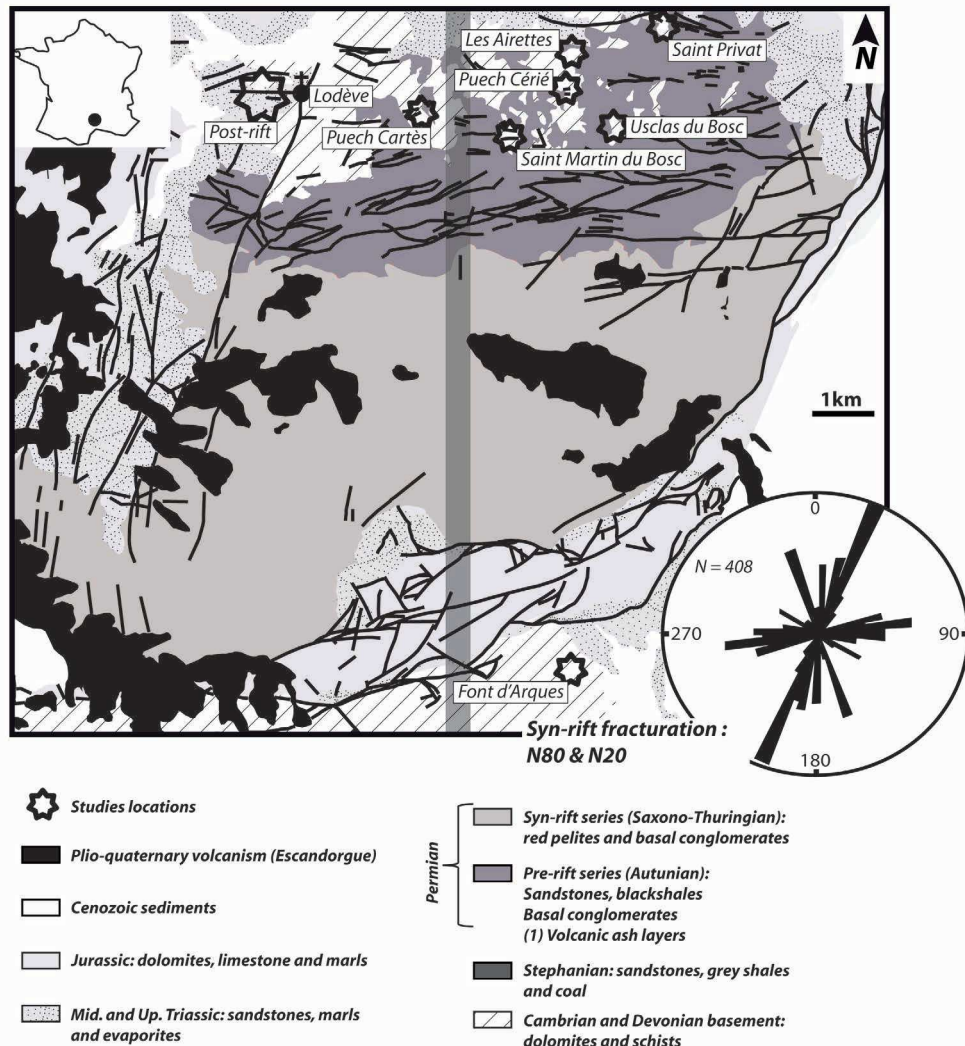 Les Airettes
Saint Privat
N
Puech Cérié
Lodève
Post-rift
Puech Cartès
Usclas du Bosc
Saint Martin du Bosc
1km
0
N = 408
270
90
Font d'Arques
Syn-rift fracturation :
N80 & N20
180
Studies locations
Plio-quaternary volcanism (Escandorgue)
Cenozoic sediments
Jurassic: dolomites, limestone and marls
Mid. and Up. Triassic: sandstones, marls
and evaporites
Permian
Syn-rift series (Saxono-Thuringian):
red pelites and basal conglomerates
Pre-rift series (Autunian):
Sandstones, blackshales
Basal conglomerates
(1) Volcanic ash layers
Stephanian: sandstones, grey shales
and coal
Cambrian and Devonian basement:
dolomites and schists